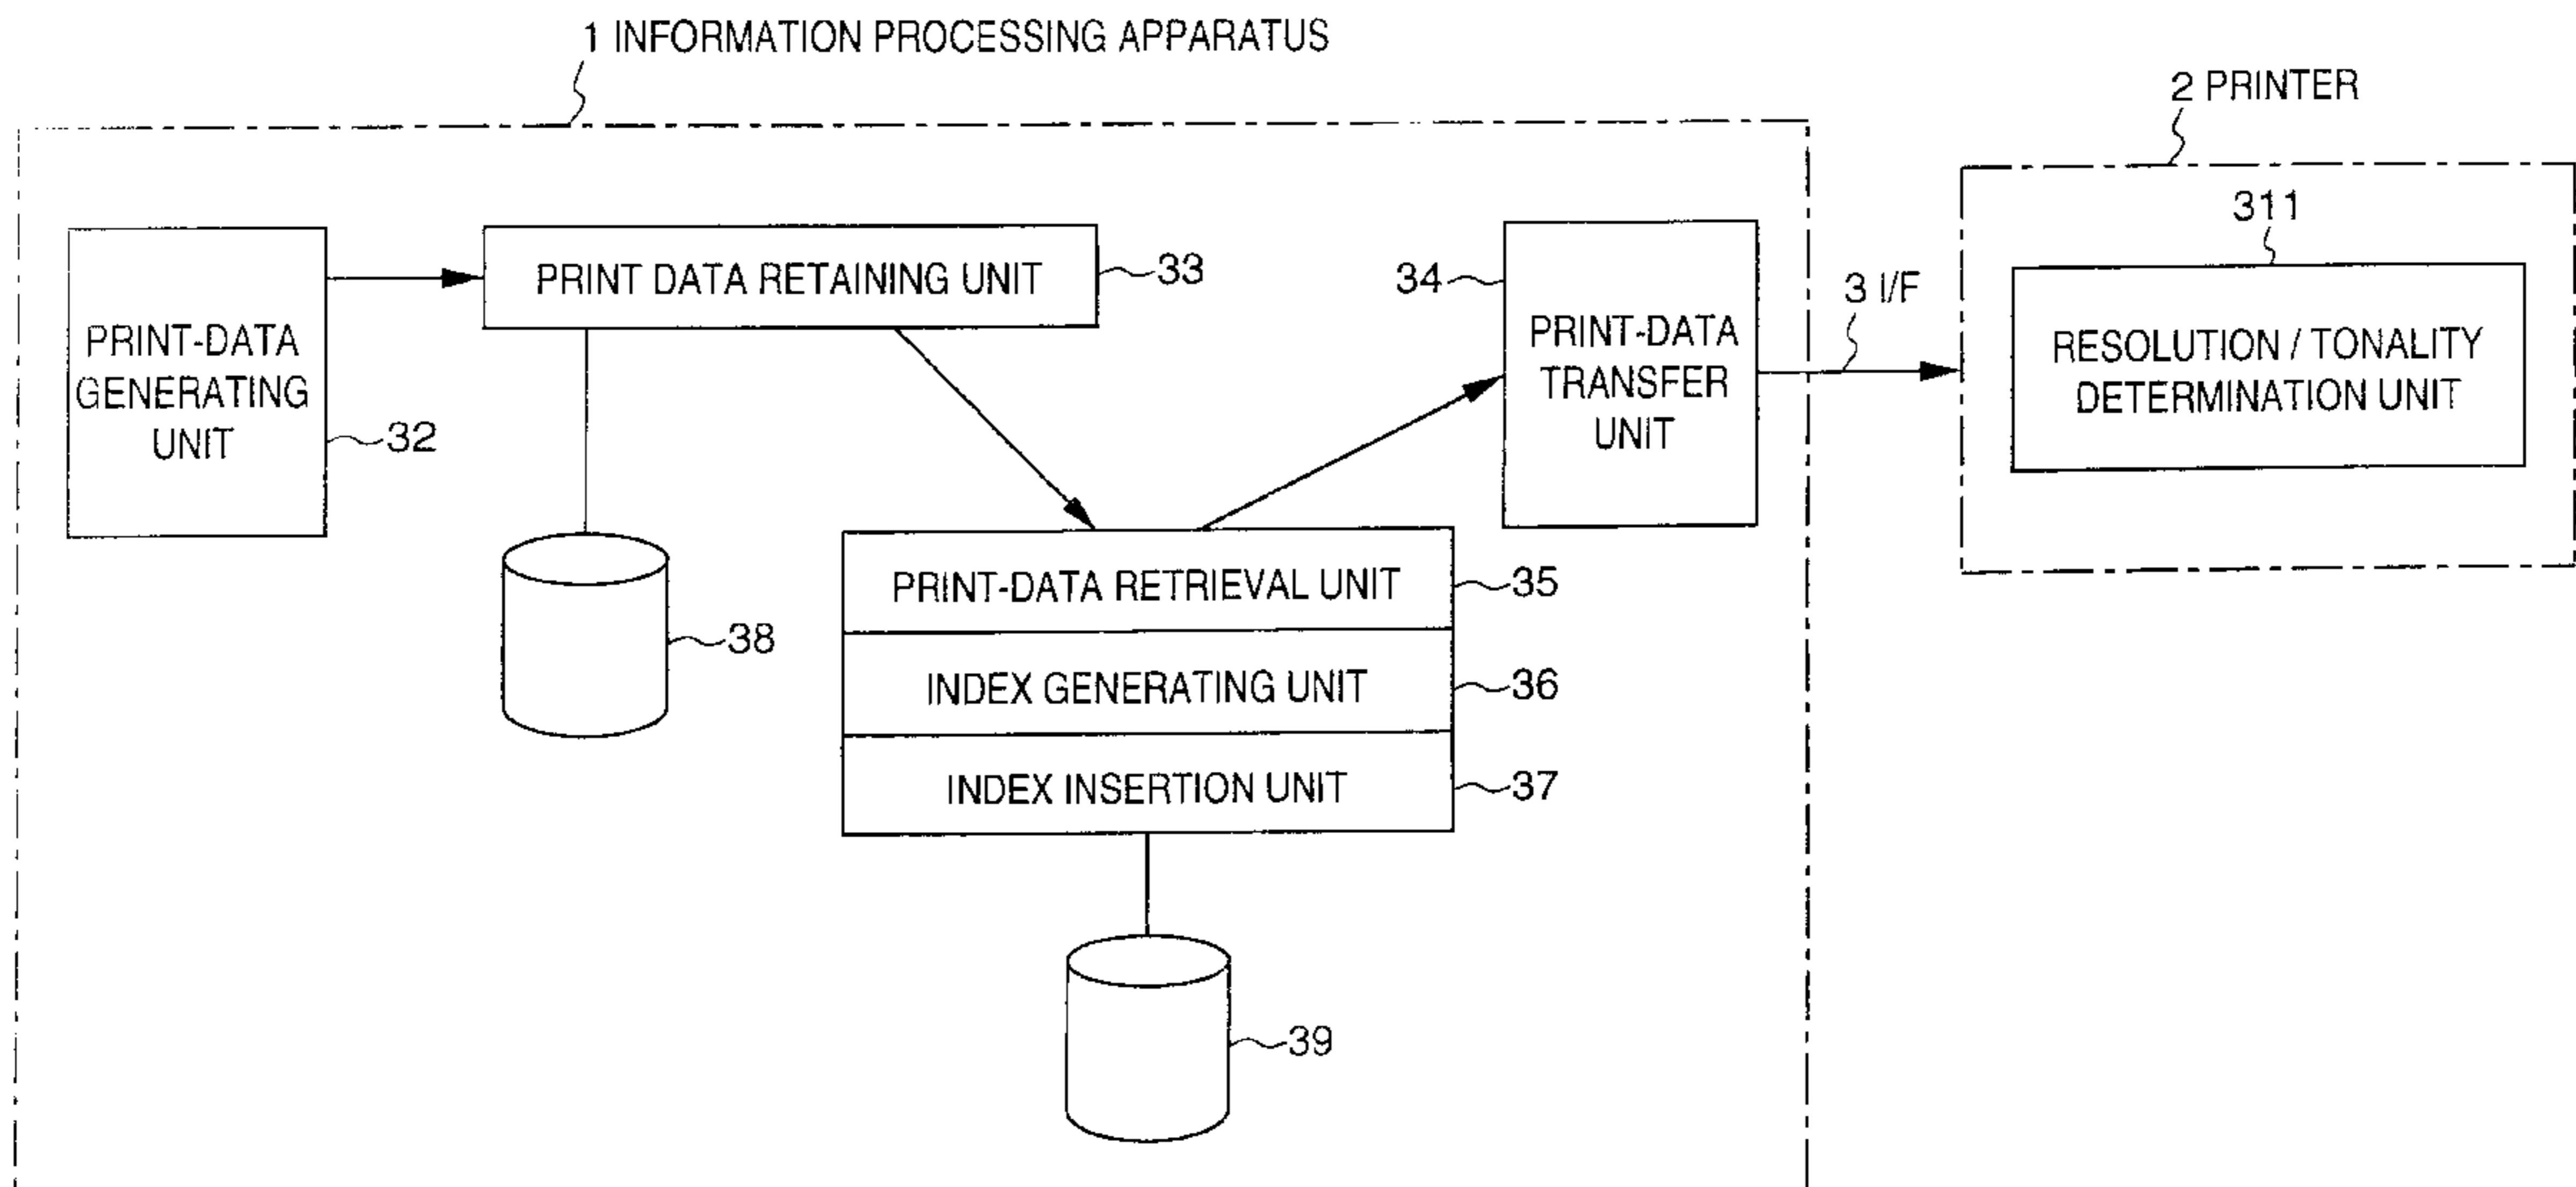 1 INFORMATION PROCESSING APPARATUS
2 PRINTER
311
PRINT-DATA
GENERATING
UNIT
32
PRINT DATA RETAINING UNIT
33
34
PRINT-DATA
TRANSFER
UNIT
3 I/F
RESOLUTION / TONALITY
DETERMINATION UNIT
38
PRINT-DATA RETRIEVAL UNIT
35
INDEX GENERATING UNIT
36
INDEX INSERTION UNIT
37
39